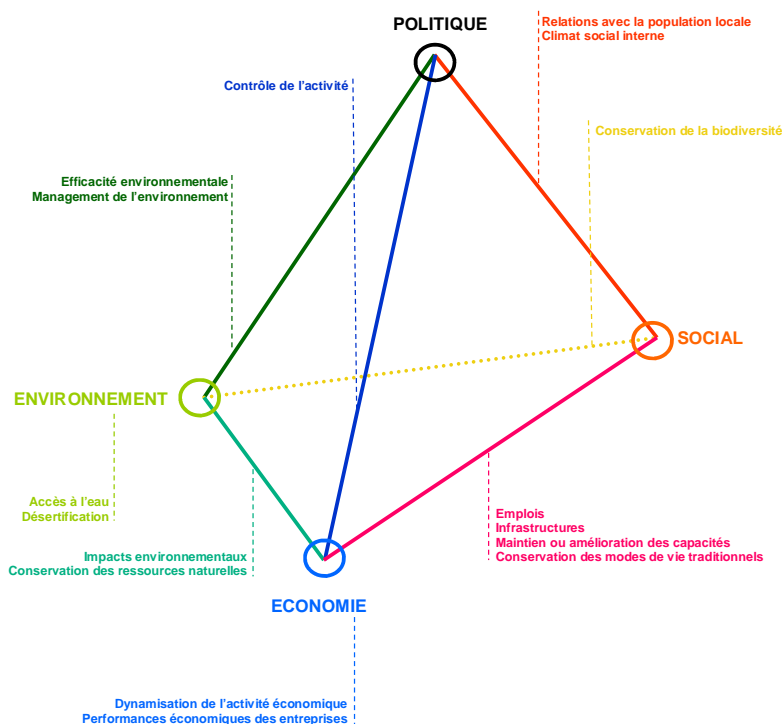 POLITIQUE
Relations avec la population locale
Climat social interne
Contrôle de l'activité
Conservation de la biodiversité
Efficacité environnementale
Management de l'environnement
SOCIAL
ENVIRONNEMENT
Accès à l'eau
Désertification
Emplois
Infrastructures
Maintien ou amélioration des capacités
Conservation des modes de vie traditionnels
Impacts environmentaux
Conservation des ressources naturelles
ECONOMIE
Dynamisation de l'activité économique
Performances économiques des entreprises